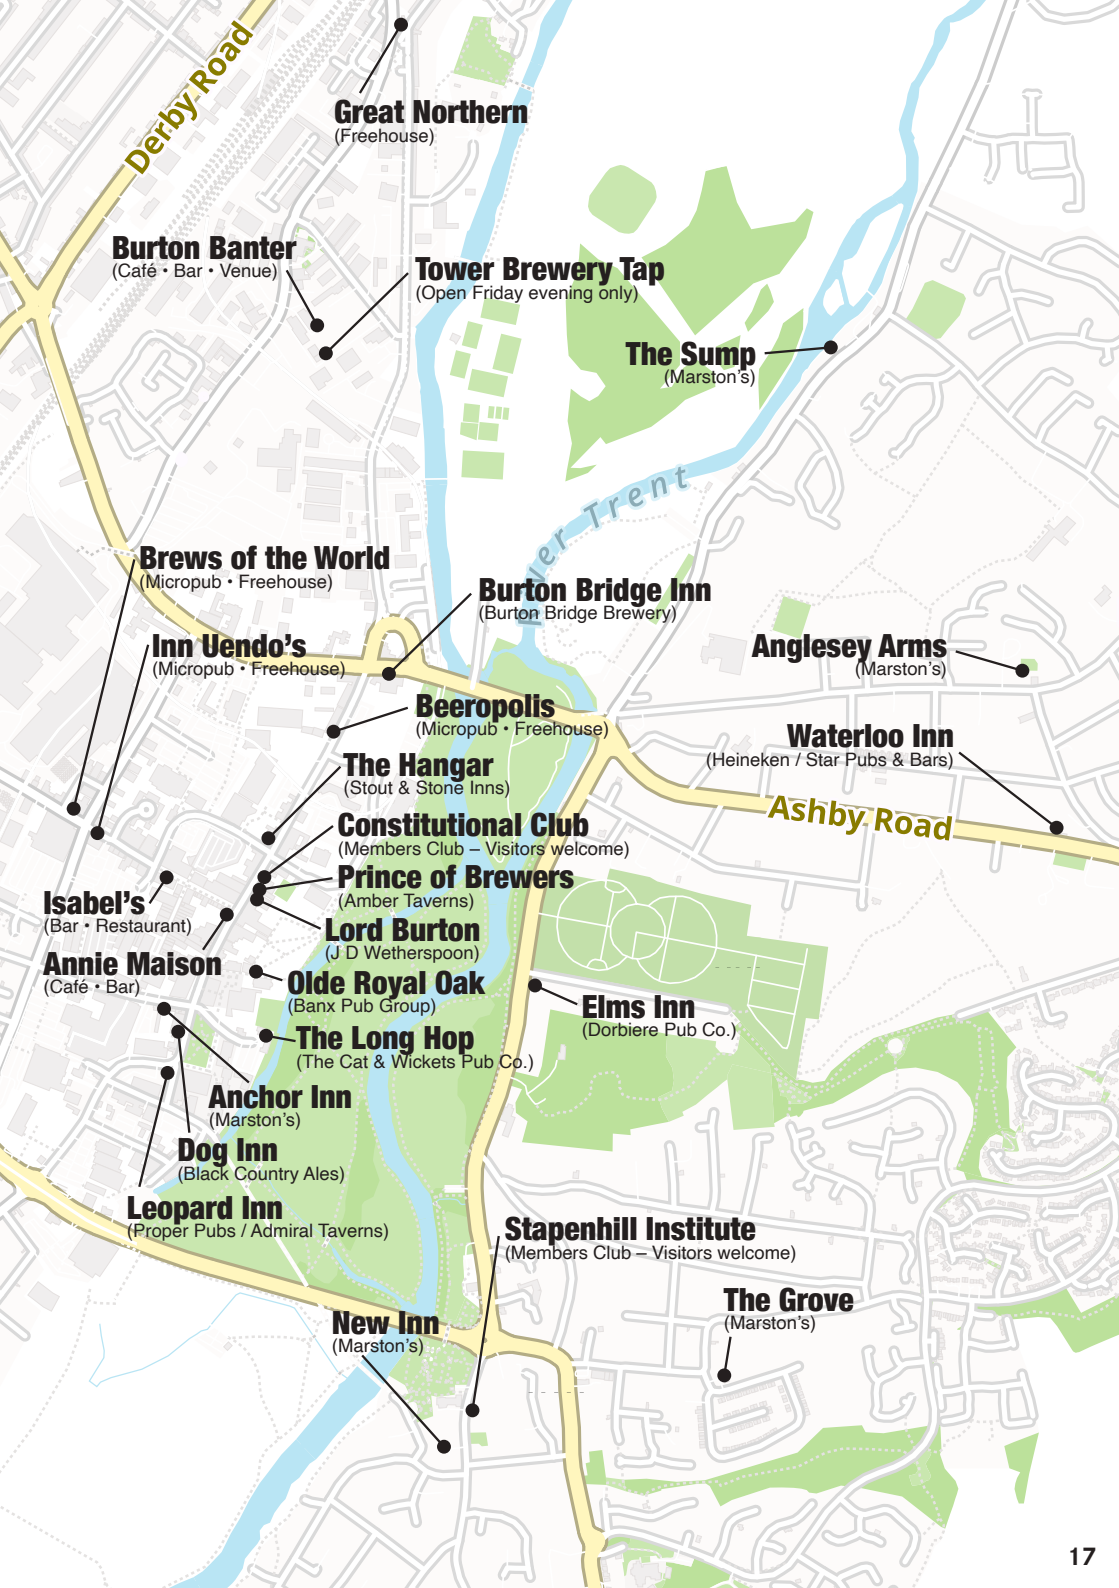 Derby Road
Great Northern
(Freehouse)
Burton Banter
(Café • Bar • Venue)
Tower Brewery Tap
(Open Friday evening only)
The Sump
(Marston’s)
River Trent
Brews of the World
(Micropub • Freehouse)
Burton Bridge Inn
(Burton Bridge Brewery)
Inn Uendo’s
(Micropub • Freehouse)
Anglesey Arms
(Marston’s)
Beeropolis
(Micropub • Freehouse)
Waterloo Inn
(Heineken / Star Pubs & Bars)
The Hangar
(Stout & Stone Inns)
Ashby Road
Constitutional Club
(Members Club – Visitors welcome)
Prince of Brewers
(Amber Taverns)
Isabel’s
(Bar • Restaurant)
Lord Burton
(J D Wetherspoon)
Annie Maison
(Café • Bar)
Olde Royal Oak
(Banx Pub Group)
Elms Inn
(Dorbiere Pub Co.)
The Long Hop
(The Cat & Wickets Pub Co.)
Anchor Inn
(Marston’s)
Dog Inn
(Black Country Ales)
Leopard Inn
(Proper Pubs / Admiral Taverns)
Stapenhill Institute
(Members Club – Visitors welcome)
The Grove
(Marston’s)
New Inn
(Marston’s)
17